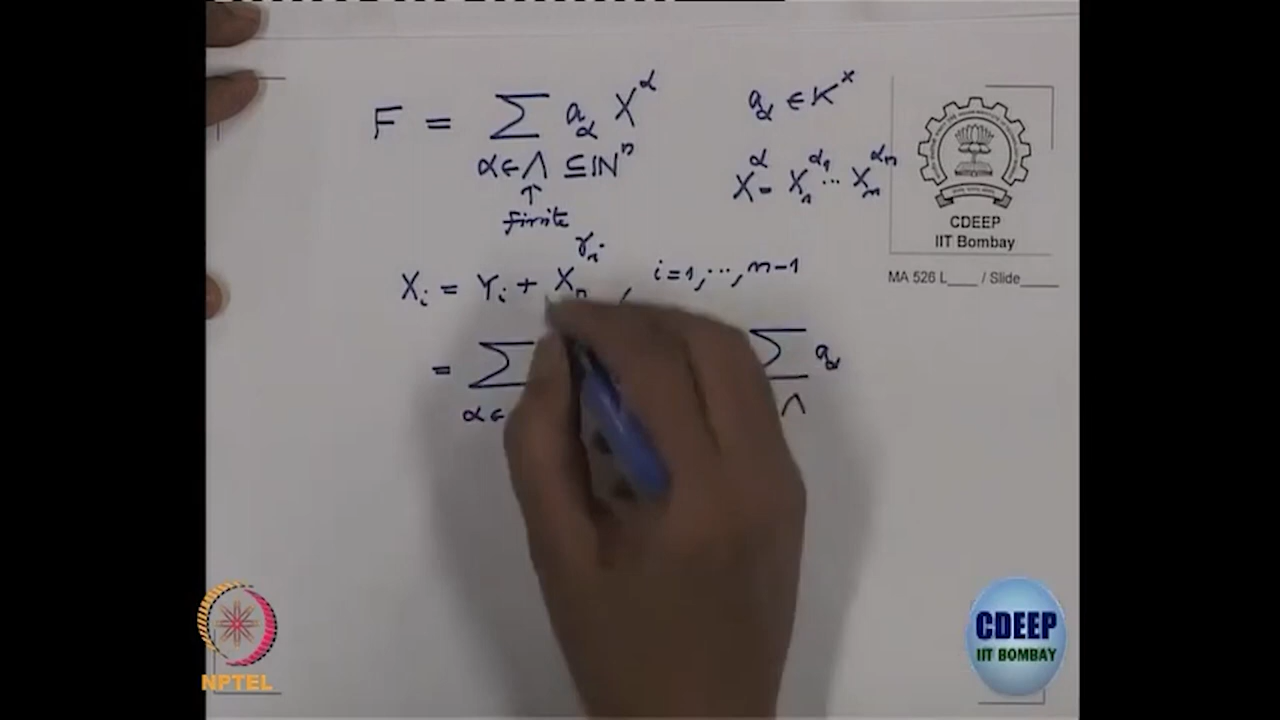 F = Σ a_α X^α    a_α ∈ K^×
α ∈ Λ ⊆ ℕ^n    X^α = X_1^{α_1} ... X_n^{α_n}
↑
finite
X_i = Y_i + X_n^{γ_i} , i=1, ..., n-1
= Σ    Σ a_α
α ∈    Λ
CDEEP
IIT Bombay
MA 526 L____ / Slide_____
NPTEL
CDEEP
IIT BOMBAY